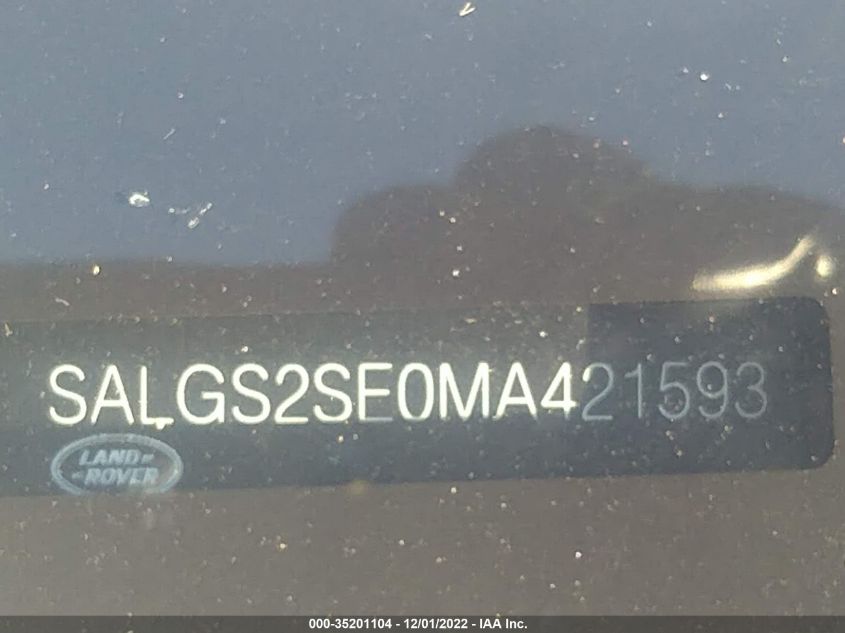 SALGS2SE0MA421593
LAND-
-ROVER
000-35201104 - 12/01/2022 - IAA Inc.